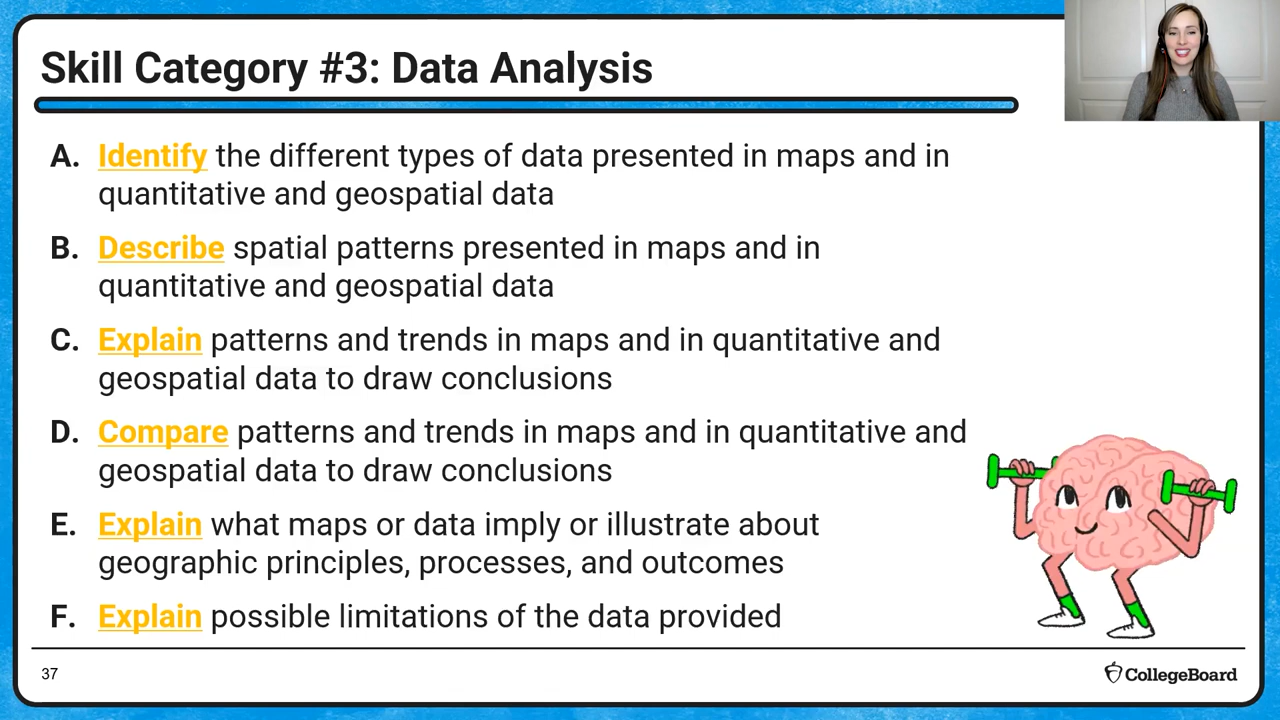 Skill Category #3: Data Analysis
A. Identify the different types of data presented in maps and in
quantitative and geospatial data
B. Describe spatial patterns presented in maps and in
quantitative and geospatial data
C. Explain patterns and trends in maps and in quantitative and
geospatial data to draw conclusions
D. Compare patterns and trends in maps and in quantitative and
geospatial data to draw conclusions
E. Explain what maps or data imply or illustrate about
geographic principles, processes, and outcomes
F. Explain possible limitations of the data provided
37
CollegeBoard